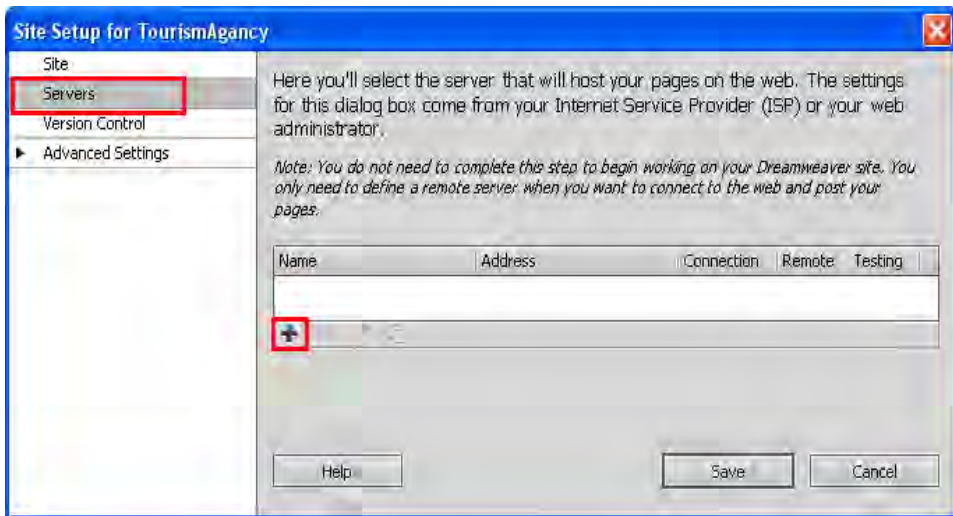 Site Setup for TourismAgancy
Site
Servers
Version Control
Advanced Settings
Here you'll select the server that will host your pages on the web. The settings
for this dialog box come from your Internet Service Provider (ISP) or your web
administrator.
Note: You do not need to complete this step to begin working on your Dreamweaver site. You
only need to define a remote server when you want to connect to the web and post your
pages.
Name Address Connection Remote Testing
Help Save Cancel